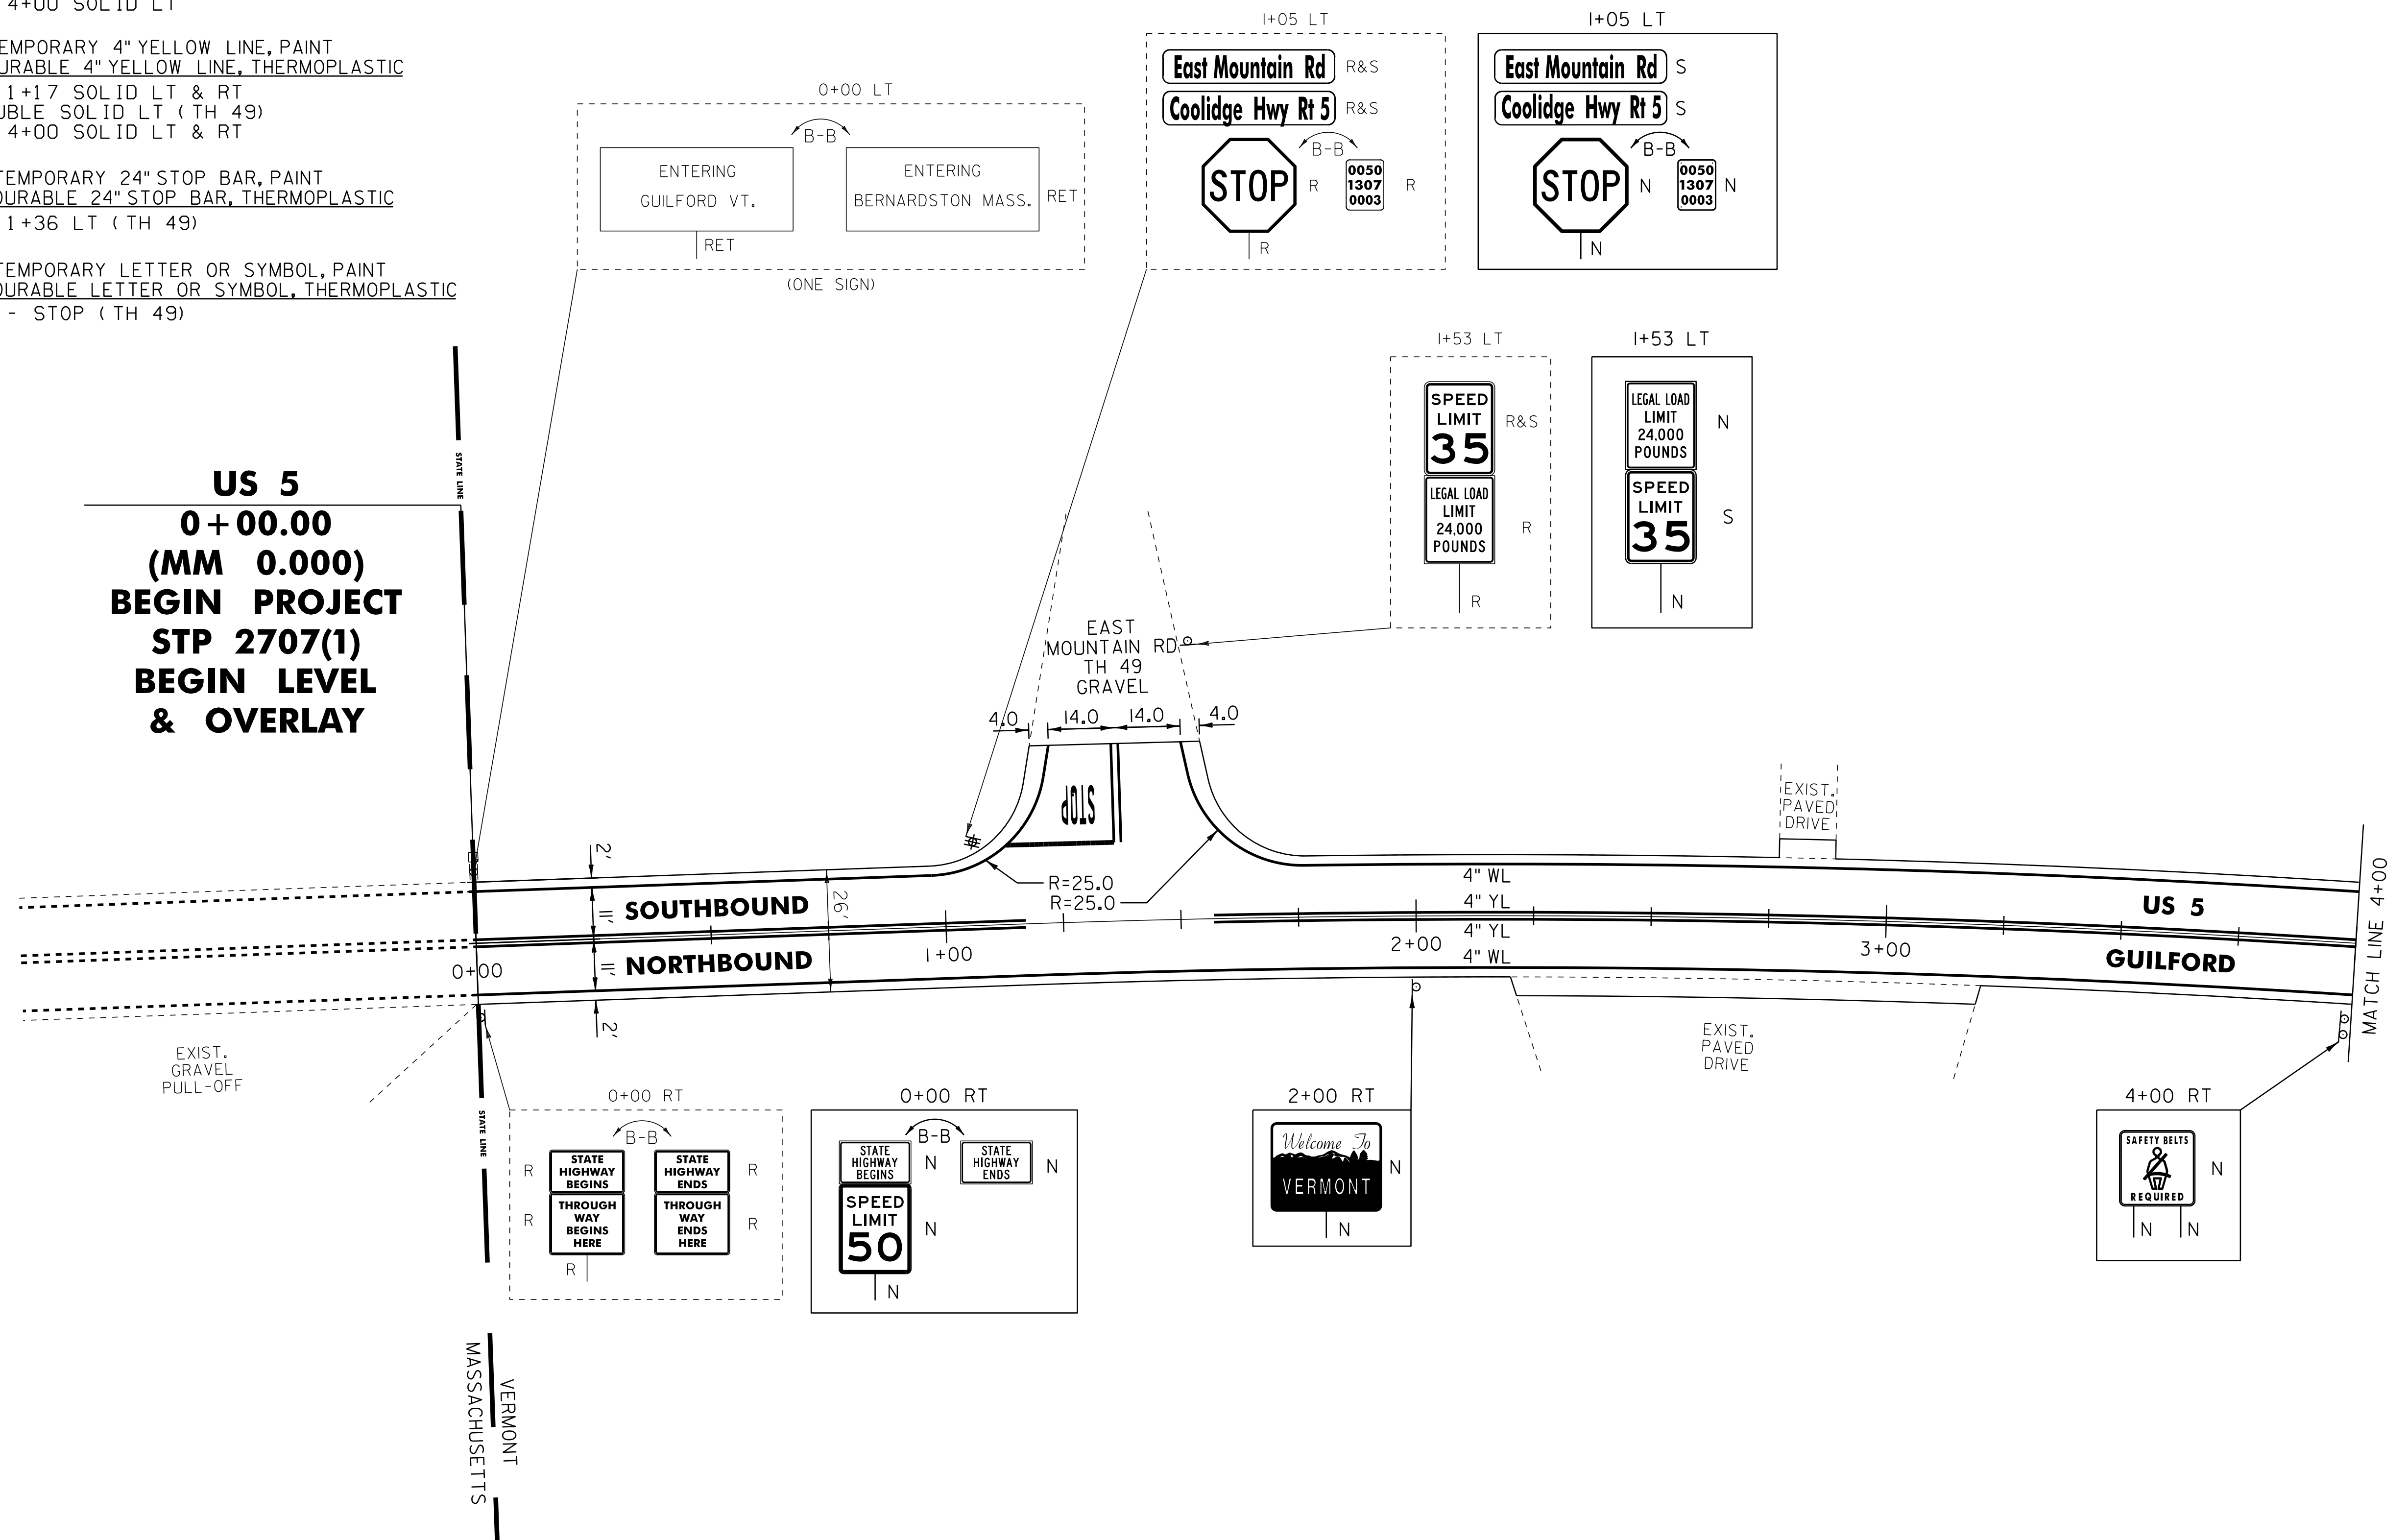 4+00 SOLID LT
EMPORARY 4" YELLOW LINE, PAINT
URABLE 4" YELLOW LINE, THERMOPLASTIC
1+17 SOLID LT & RT
UBLE SOLID LT (TH 49)
4+00 SOLID LT & RT
TEMPORARY 24" STOP BAR, PAINT
DURABLE 24" STOP BAR, THERMOPLASTIC
1+36 LT (TH 49)
TEMPORARY LETTER OR SYMBOL, PAINT
DURABLE LETTER OR SYMBOL, THERMOPLASTIC
- STOP (TH 49)
0+00 LT
B-B
ENTERING
GUILFORD VT.
RET
ENTERING
BERNARDSTON MASS.
RET
(ONE SIGN)
1+05 LT
East Mountain Rd R&S
Coolidge Hwy Rt 5 R&S
B-B
STOP R
0050
1307
0003
R
R
1+05 LT
East Mountain Rd S
Coolidge Hwy Rt 5 S
B-B
STOP N
0050
1307
0003
N
N
1+53 LT
SPEED
LIMIT
35
R&S
LEGAL LOAD
LIMIT
24,000
POUNDS
R
R
1+53 LT
LEGAL LOAD
LIMIT
24,000
POUNDS
N
SPEED
LIMIT
35
S
N
US 5
0+00.00
(MM 0.000)
BEGIN PROJECT
STP 2707(1)
BEGIN LEVEL
& OVERLAY
STATE LINE
EAST
MOUNTAIN RD
TH 49
GRAVEL
4.0 14.0 14.0 4.0
STOP
R=25.0
R=25.0
EXIST.
PAVED
DRIVE
2'
11'
26'
11'
2'
SOUTHBOUND
NORTHBOUND
4" WL
4" YL
4" YL
4" WL
US 5
GUILFORD
0+00
1+00
2+00
3+00
MATCH LINE 4+00
EXIST.
GRAVEL
PULL-OFF
EXIST.
PAVED
DRIVE
STATE LINE
0+00 RT
B-B
R
STATE
HIGHWAY
BEGINS
STATE
HIGHWAY
ENDS
R
R
THROUGH
WAY
BEGINS
HERE
THROUGH
WAY
ENDS
HERE
R
R
0+00 RT
B-B
STATE
HIGHWAY
BEGINS
N
STATE
HIGHWAY
ENDS
N
SPEED
LIMIT
50
N
N
2+00 RT
Welcome To
VERMONT
N
N
4+00 RT
SAFETY BELTS
REQUIRED
N
N N
MASSACHUSETTS
VERMONT